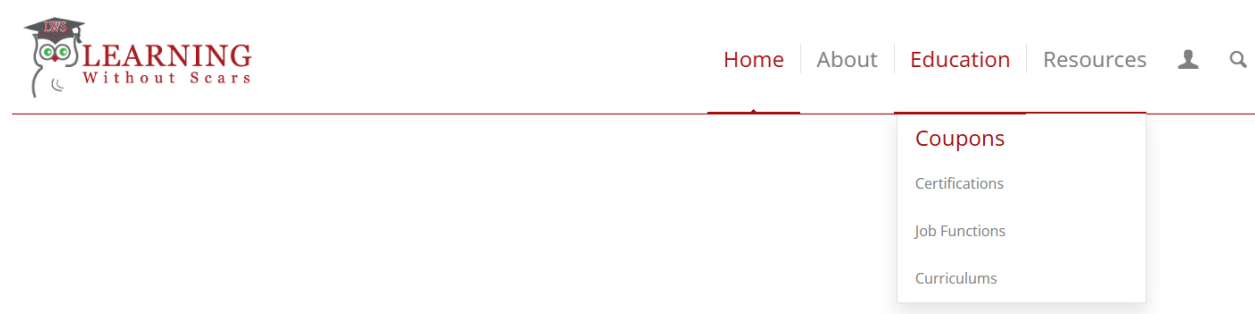 LWS
LEARNING
Without Scars
Home
About
Education
Resources
Coupons
Certifications
Job Functions
Curriculums